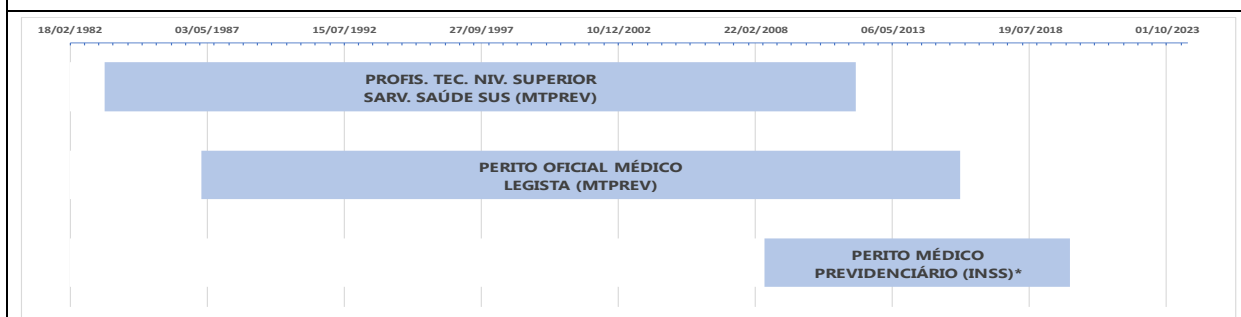 18/02/1982 03/05/1987 15/07/1992 27/09/1997 10/12/2002 22/02/2008 06/05/2013 19/07/2018 01/10/2023
PROFIS. TEC. NIV. SUPERIOR
SARV. SAÚDE SUS (MTPREV)
PERITO OFICIAL MÉDICO
LEGISTA (MTPREV)
PERITO MÉDICO
PREVIDENCIÁRIO (INSS)*